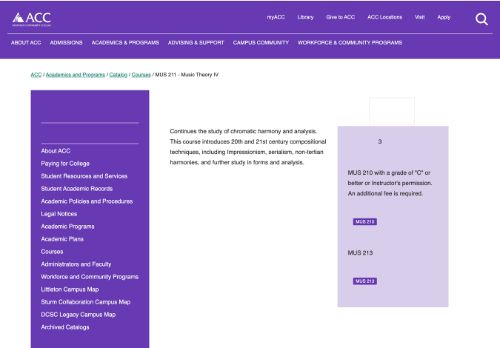 ACC
myACC Library Give to ACC ACC Locations Visit Apply
ABOUT ACC ADMISSIONS ACADEMICS & PROGRAMS ADVISING & SUPPORT CAMPUS COMMUNITY WORKFORCE & COMMUNITY PROGRAMS
ACC / Academics and Programs / Catalog / Courses / MUS 211 - Music Theory IV
About ACC
Paying for College
Student Resources and Services
Student Academic Records
Academic Policies and Procedures
Legal Notices
Academic Programs
Academic Plans
Courses
Administrators and Faculty
Workforce and Community Programs
Littleton Campus Map
Sturm Collaboration Campus Map
DCSC Legacy Campus Map
Archived Catalogs
Continues the study of chromatic harmony and analysis.
This course introduces 20th and 21st century compositional
techniques, including Impressionism, serialism, non-tertian
harmonies, and further study in forms and analysis.
3
MUS 210 with a grade of "C" or
better or Instructor's permission.
An additional fee is required.
MUS 210
MUS 213
MUS 213